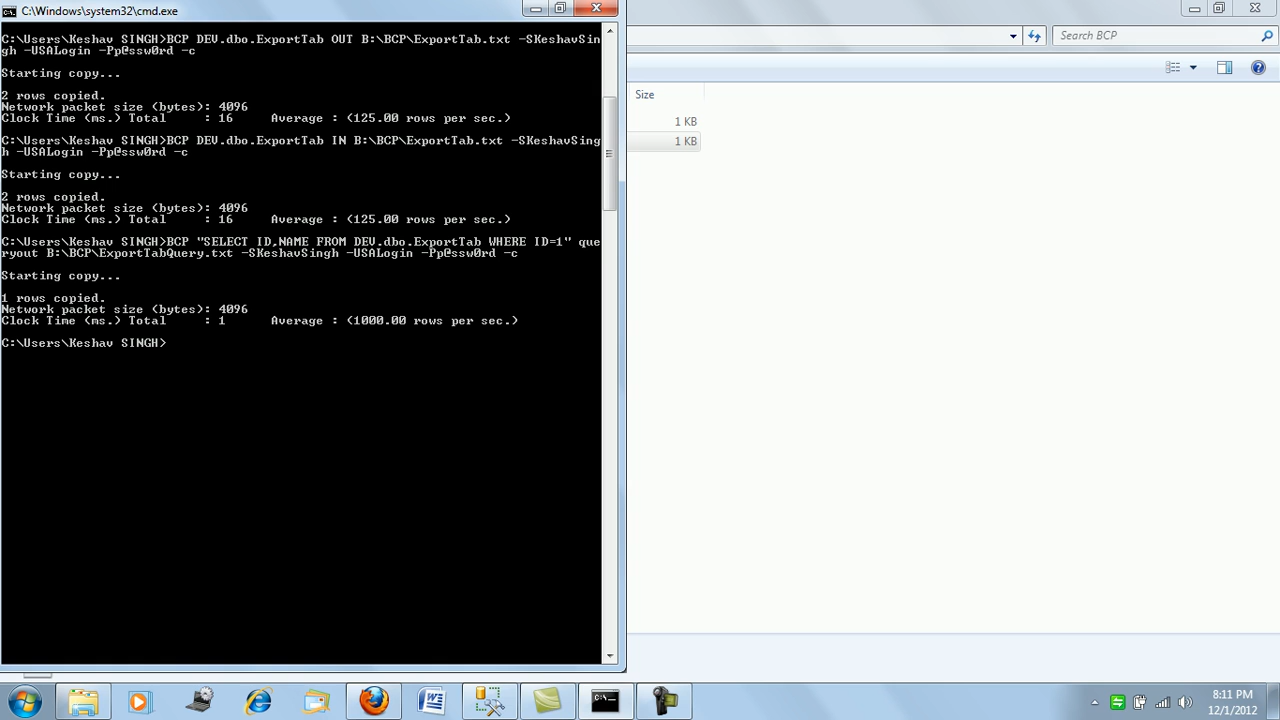 C:\Windows\system32\cmd.exe
C:\Users\Keshav SINGH>BCP DEV.dbo.ExportTab OUT B:\BCP\ExportTab.txt -SKeshavSin
gh -USALogin -Pp@ssw0rd -c
Starting copy...
2 rows copied.
Network packet size (bytes): 4096
Clock Time (ms.) Total     : 16     Average : (125.00 rows per sec.)
C:\Users\Keshav SINGH>BCP DEV.dbo.ExportTab IN B:\BCP\ExportTab.txt -SKeshavSing
h -USALogin -Pp@ssw0rd -c
Starting copy...
2 rows copied.
Network packet size (bytes): 4096
Clock Time (ms.) Total     : 16     Average : (125.00 rows per sec.)
C:\Users\Keshav SINGH>BCP "SELECT ID,NAME FROM DEV.dbo.ExportTab WHERE ID=1" que
ryout B:\BCP\ExportTabQuery.txt -SKeshavSingh -USALogin -Pp@ssw0rd -c
Starting copy...
1 rows copied.
Network packet size (bytes): 4096
Clock Time (ms.) Total     : 1      Average : (1000.00 rows per sec.)
C:\Users\Keshav SINGH>
Search BCP
Size
1 KB
1 KB
8:11 PM
12/1/2012